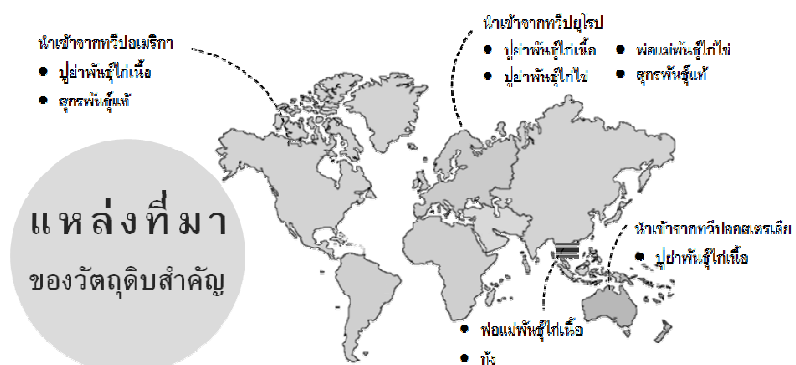 นำเข้าจากทวีปยุโรป
● ปู่ย่าพันธุ์ไก่เนื้อ ● พ่อแม่พันธุ์ไก่ไข่
● ปู่ย่าพันธุ์ไก่ไข่ ● สุกรพันธุ์แท้
นำเข้าจากทวีปอเมริกา
● ปู่ย่าพันธุ์ไก่เนื้อ
● สุกรพันธุ์แท้
แหล่งที่มา
ของวัตถุดิบสำคัญ
นำเข้าจากทวีปออสเตรเลีย
● ปู่ย่าพันธุ์ไก่เนื้อ
● พ่อแม่พันธุ์ไก่เนื้อ
● กุ้ง